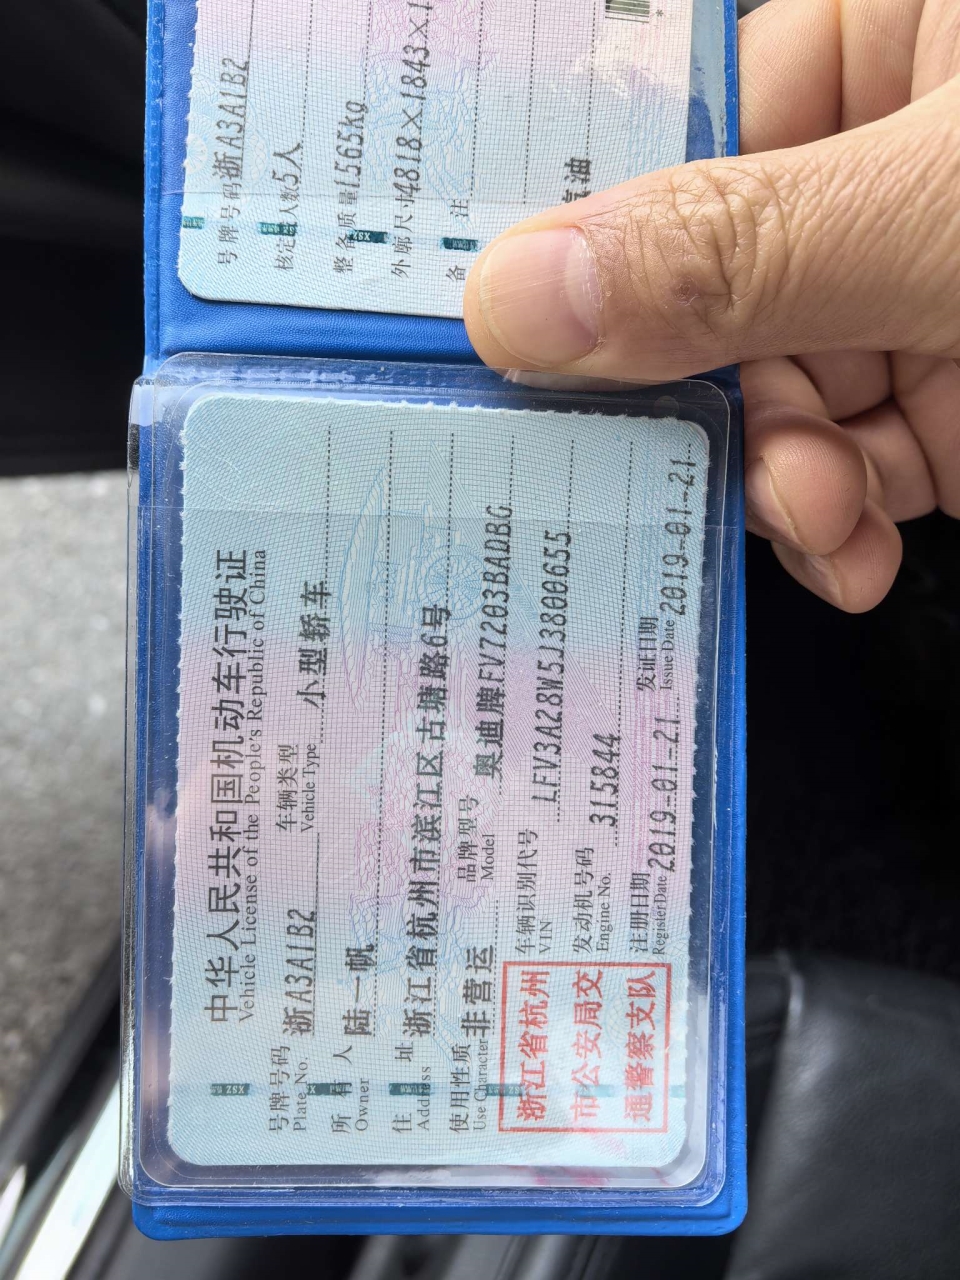 号牌号码 浙A3A1B2
核定载人数 5人
整备质量 1565kg
外廓尺寸 4818×1843×1
备 注
汽油
中华人民共和国机动车行驶证
Vehicle License of the People's Republic of China
号牌号码 浙A3A1B2 车辆类型 小型轿车
Plate No. Vehicle Type
所有人 陆一帆
Owner
住址 浙江省杭州市滨江区古塘路6号
Address
使用性质 非营运 品牌型号 奥迪牌FV7203BADBG
Use Character Model
浙江省杭州
市公安局交
通警察支队
车辆识别代号 LFV3A28W5J3800655
VIN
发动机号码 315844
Engine No.
注册日期 2019-01-21 发证日期 2019-01-21
Register Date Issue Date